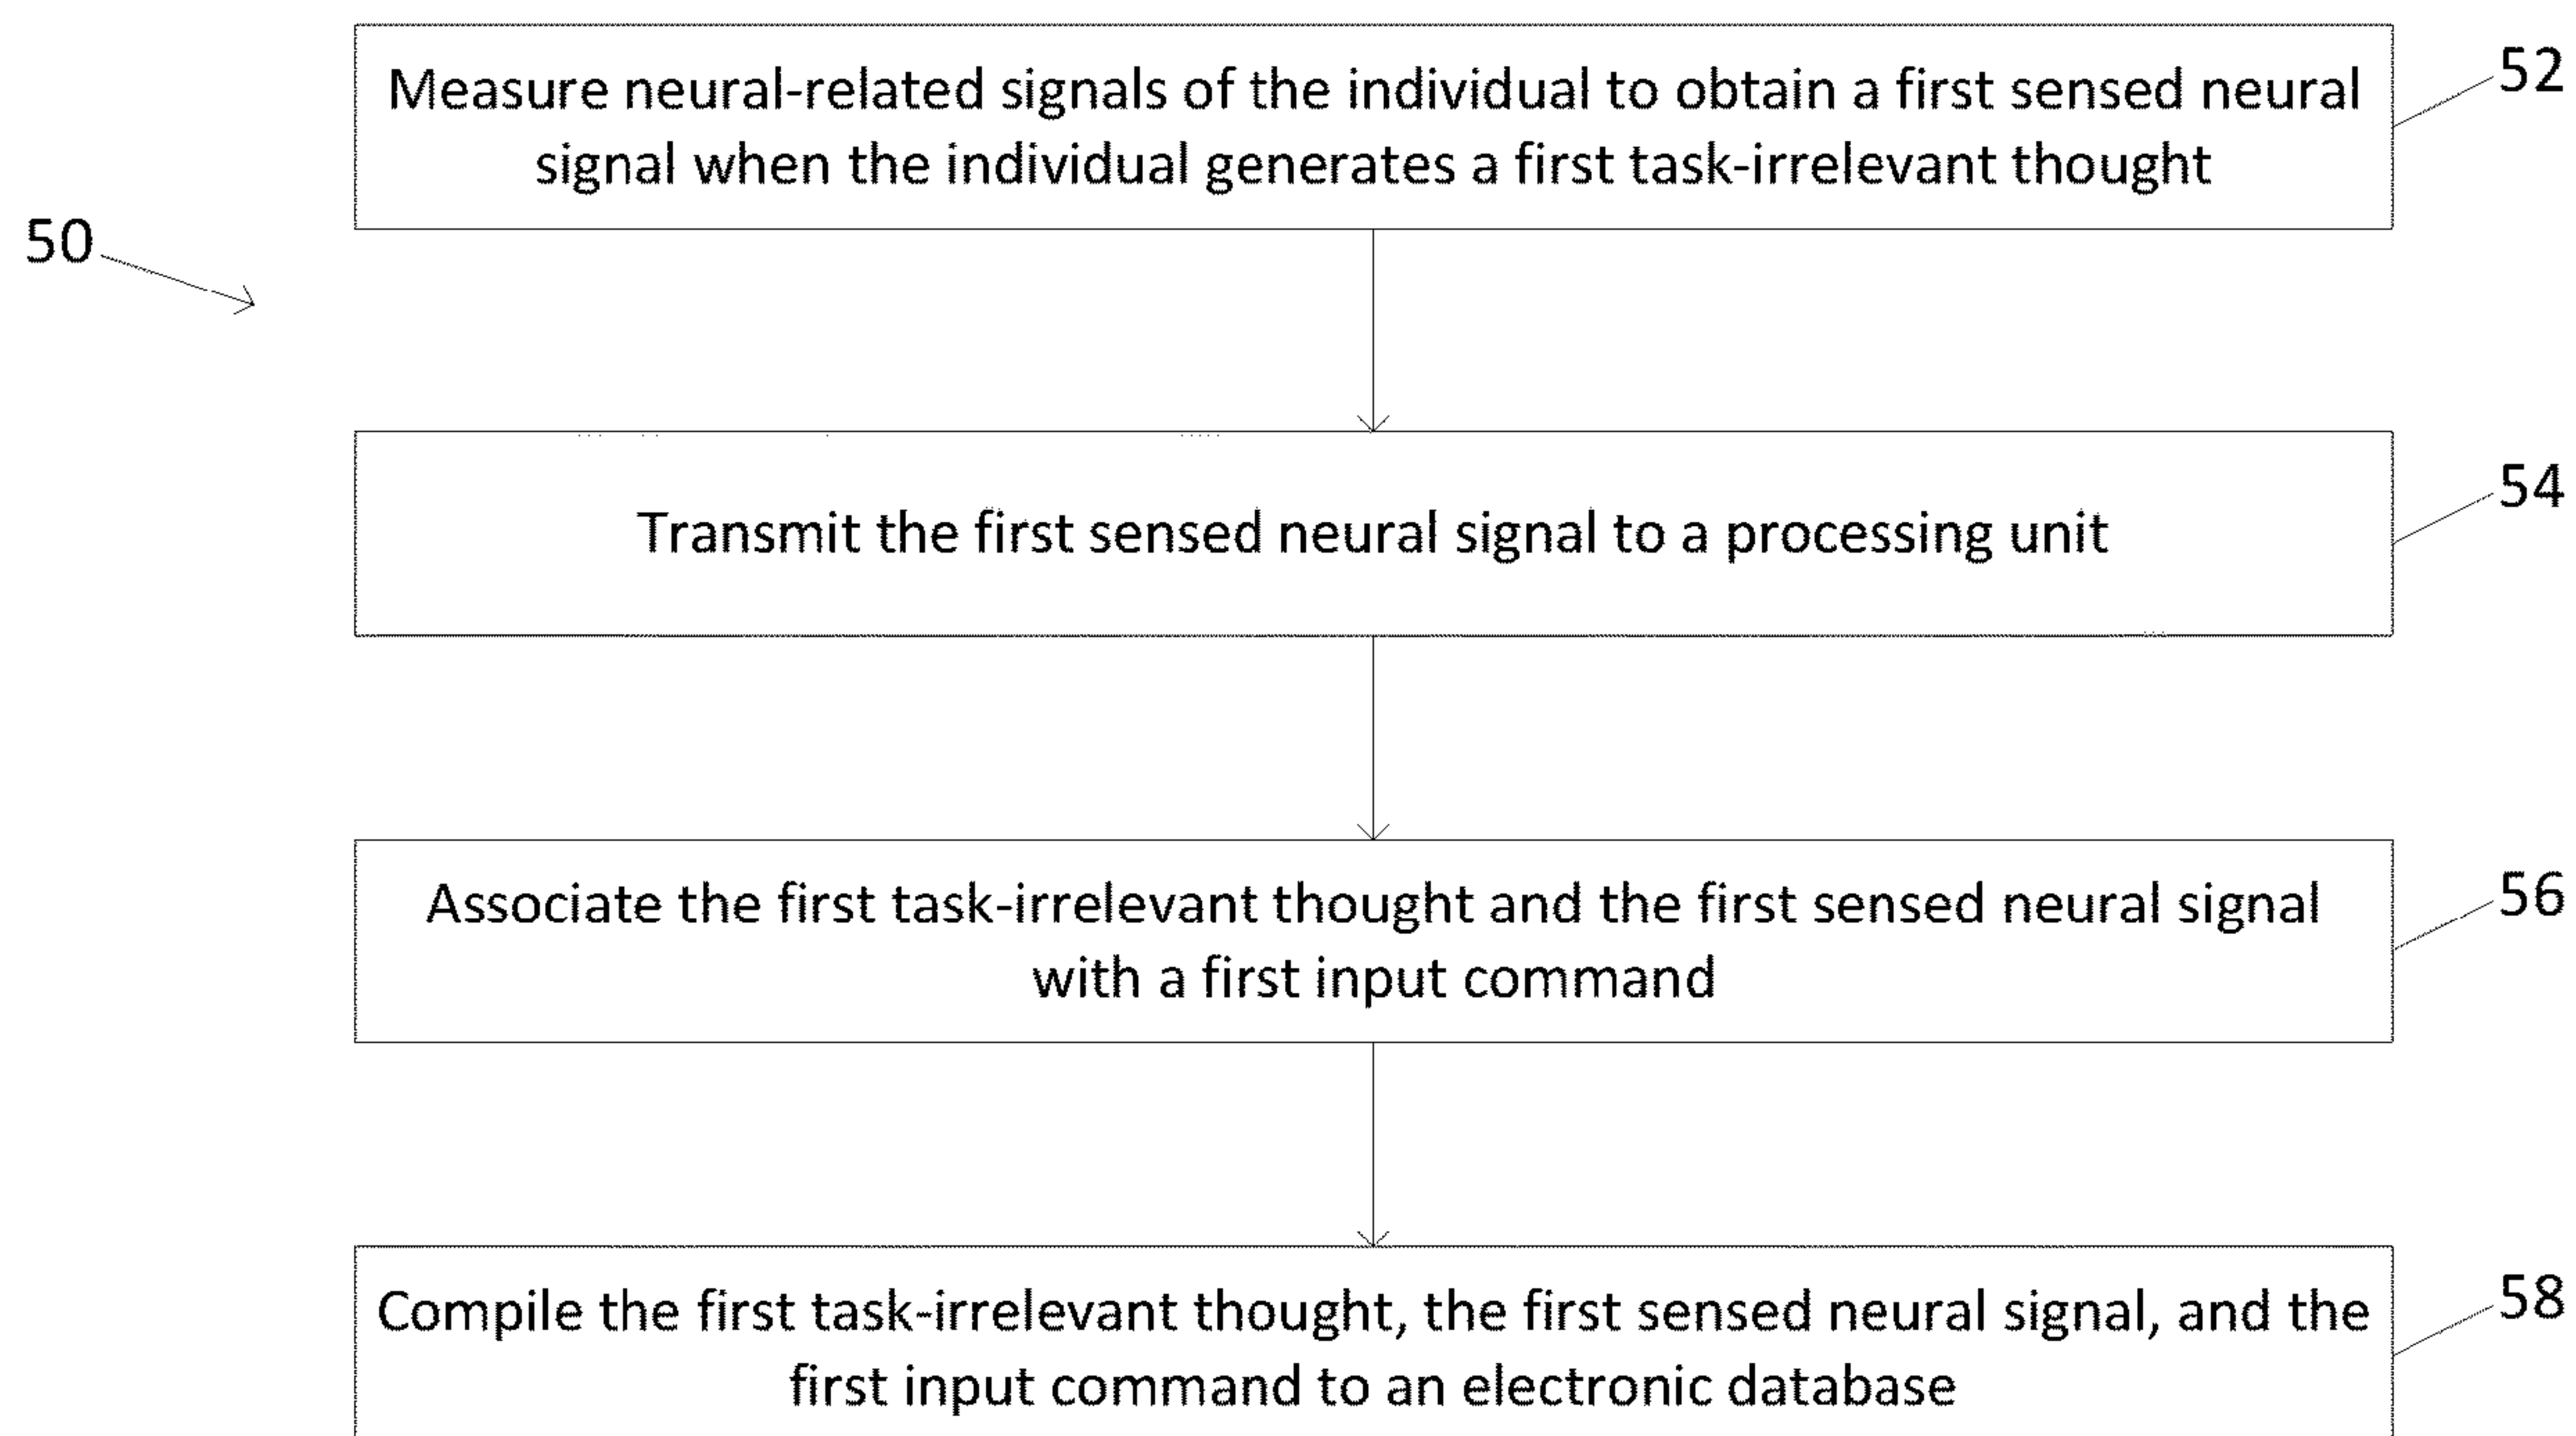 Measure neural-related signals of the individual to obtain a first sensed neural
signal when the individual generates a first task-irrelevant thought
52
50
Transmit the first sensed neural signal to a processing unit
54
Associate the first task-irrelevant thought and the first sensed neural signal
with a first input command
56
Compile the first task-irrelevant thought, the first sensed neural signal, and the
first input command to an electronic database
58